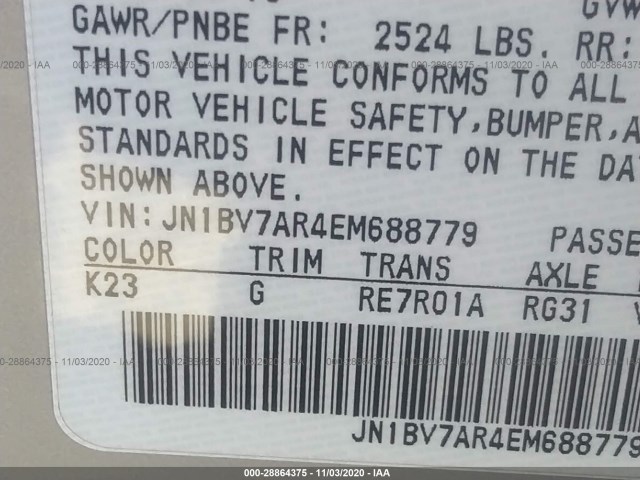 GAWR/PNBE FR: 2524 LBS. RR:
THIS VEHICLE CONFORMS TO ALL
MOTOR VEHICLE SAFETY,BUMPER,A
STANDARDS IN EFFECT ON THE DA
SHOWN ABOVE.
VIN:JN1BV7AR4EM688779 PASSE
COLOR TRIM TRANS AXLE
K23 G RE7R01A RG31
JN1BV7AR4EM688779
000-28864375 - 11/03/2020 - IAA